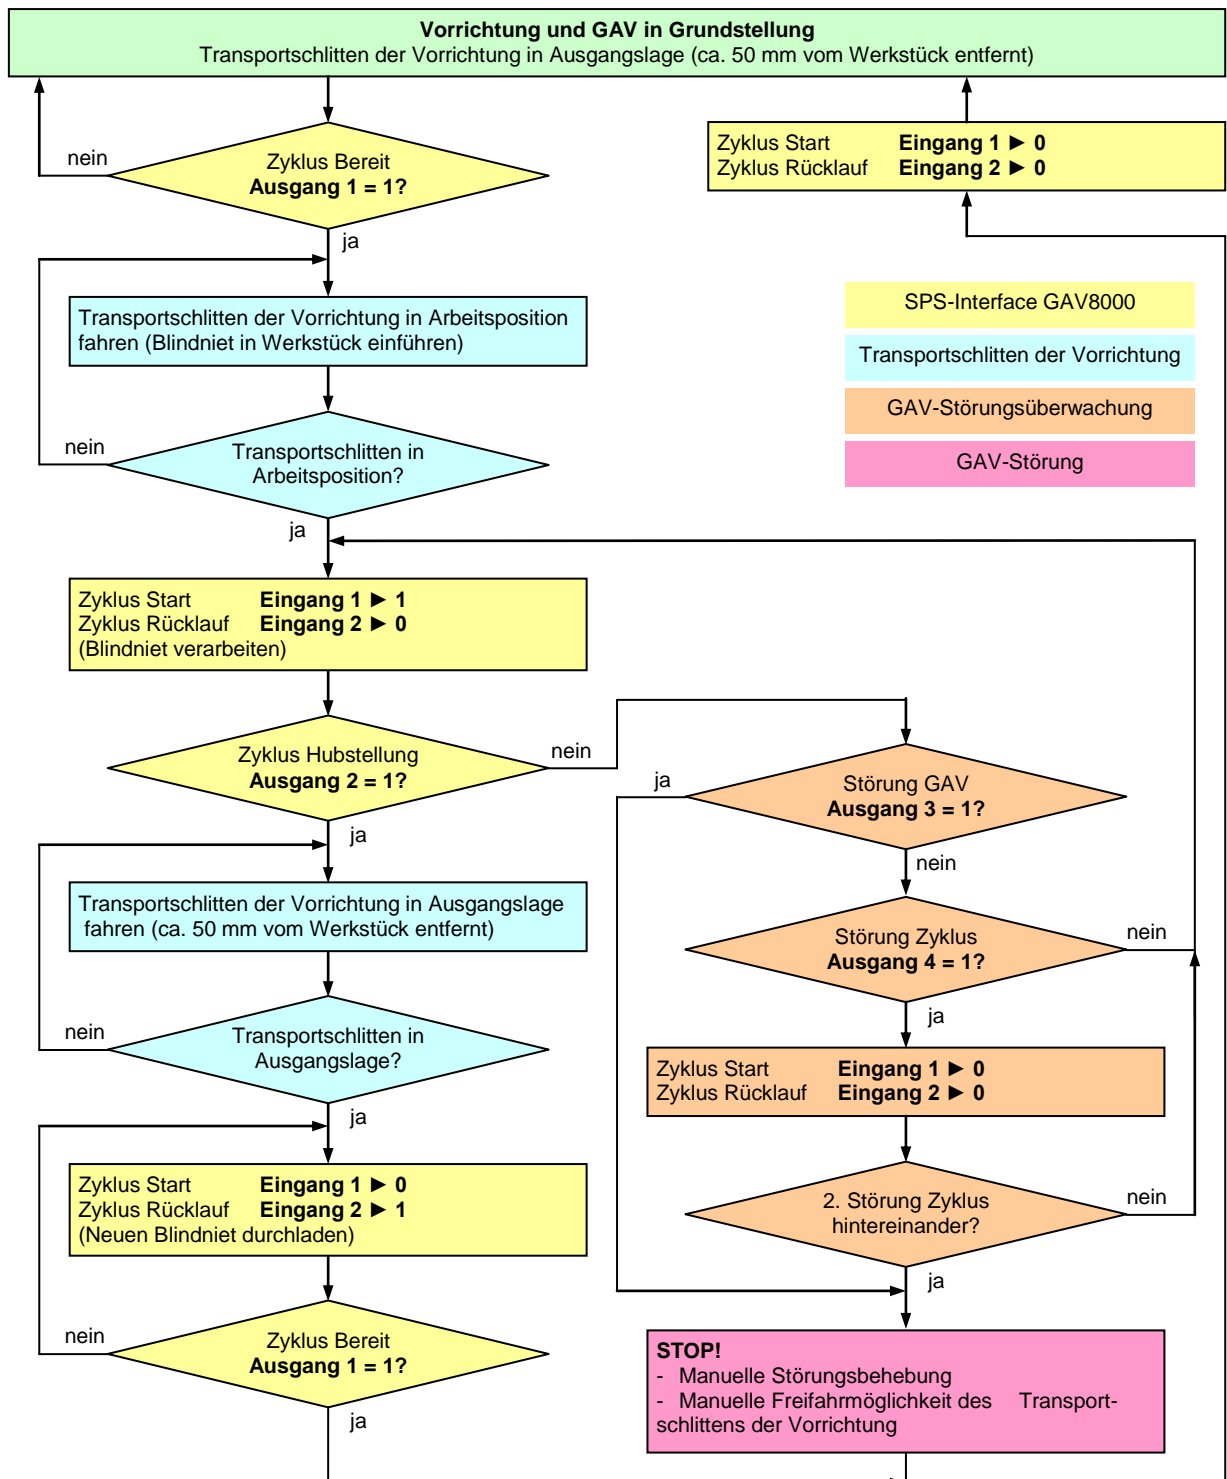 Vorrichtung und GAV in Grundstellung
Transportschlitten der Vorrichtung in Ausgangslage (ca. 50 mm vom Werkstück entfernt)
nein
Zyklus Bereit
Ausgang 1 = 1?
ja
Zyklus Start Eingang 1 ► 0
Zyklus Rücklauf Eingang 2 ► 0
SPS-Interface GAV8000
Transportschlitten der Vorrichtung
GAV-Störungsüberwachung
GAV-Störung
Transportschlitten der Vorrichtung in Arbeitsposition
fahren (Blindniet in Werkstück einführen)
nein
Transportschlitten in
Arbeitsposition?
ja
Zyklus Start Eingang 1 ► 1
Zyklus Rücklauf Eingang 2 ► 0
(Blindniet verarbeiten)
Zyklus Hubstellung
Ausgang 2 = 1?
nein
ja
ja
Störung GAV
Ausgang 3 = 1?
nein
Transportschlitten der Vorrichtung in Ausgangslage
fahren (ca. 50 mm vom Werkstück entfernt)
Störung Zyklus
Ausgang 4 = 1?
nein
ja
nein
Transportschlitten in
Ausgangslage?
ja
Zyklus Start Eingang 1 ► 0
Zyklus Rücklauf Eingang 2 ► 0
Zyklus Start Eingang 1 ► 0
Zyklus Rücklauf Eingang 2 ► 1
(Neuen Blindniet durchladen)
2. Störung Zyklus
hintereinander?
nein
ja
nein
Zyklus Bereit
Ausgang 1 = 1?
ja
STOP!
- Manuelle Störungsbehebung
- Manuelle Freifahrmöglichkeit des Transport-
schlittens der Vorrichtung